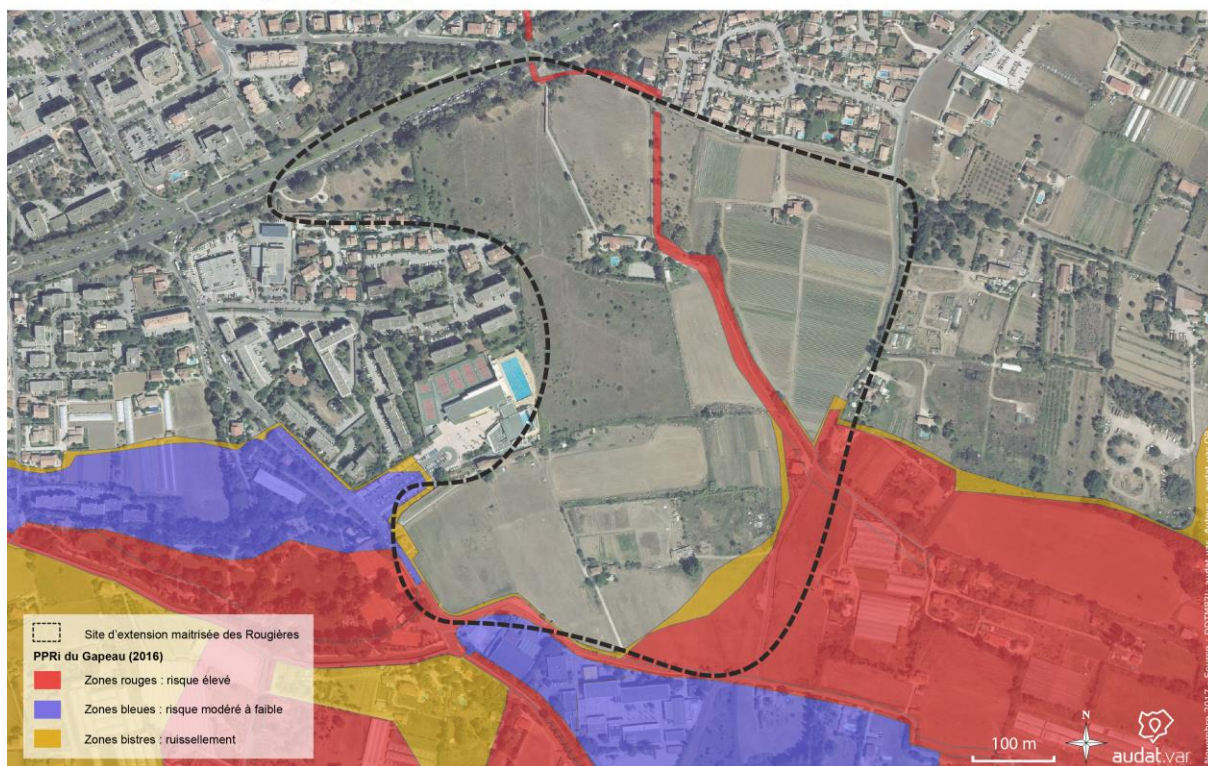 Site d'extension maitrisée des Rougières
PPRi du Gapeau (2016)
Zones rouges : risque élevé
Zones bleues : risque modéré à faible
Zones bistres : ruissellement
100 m
N
audat.var